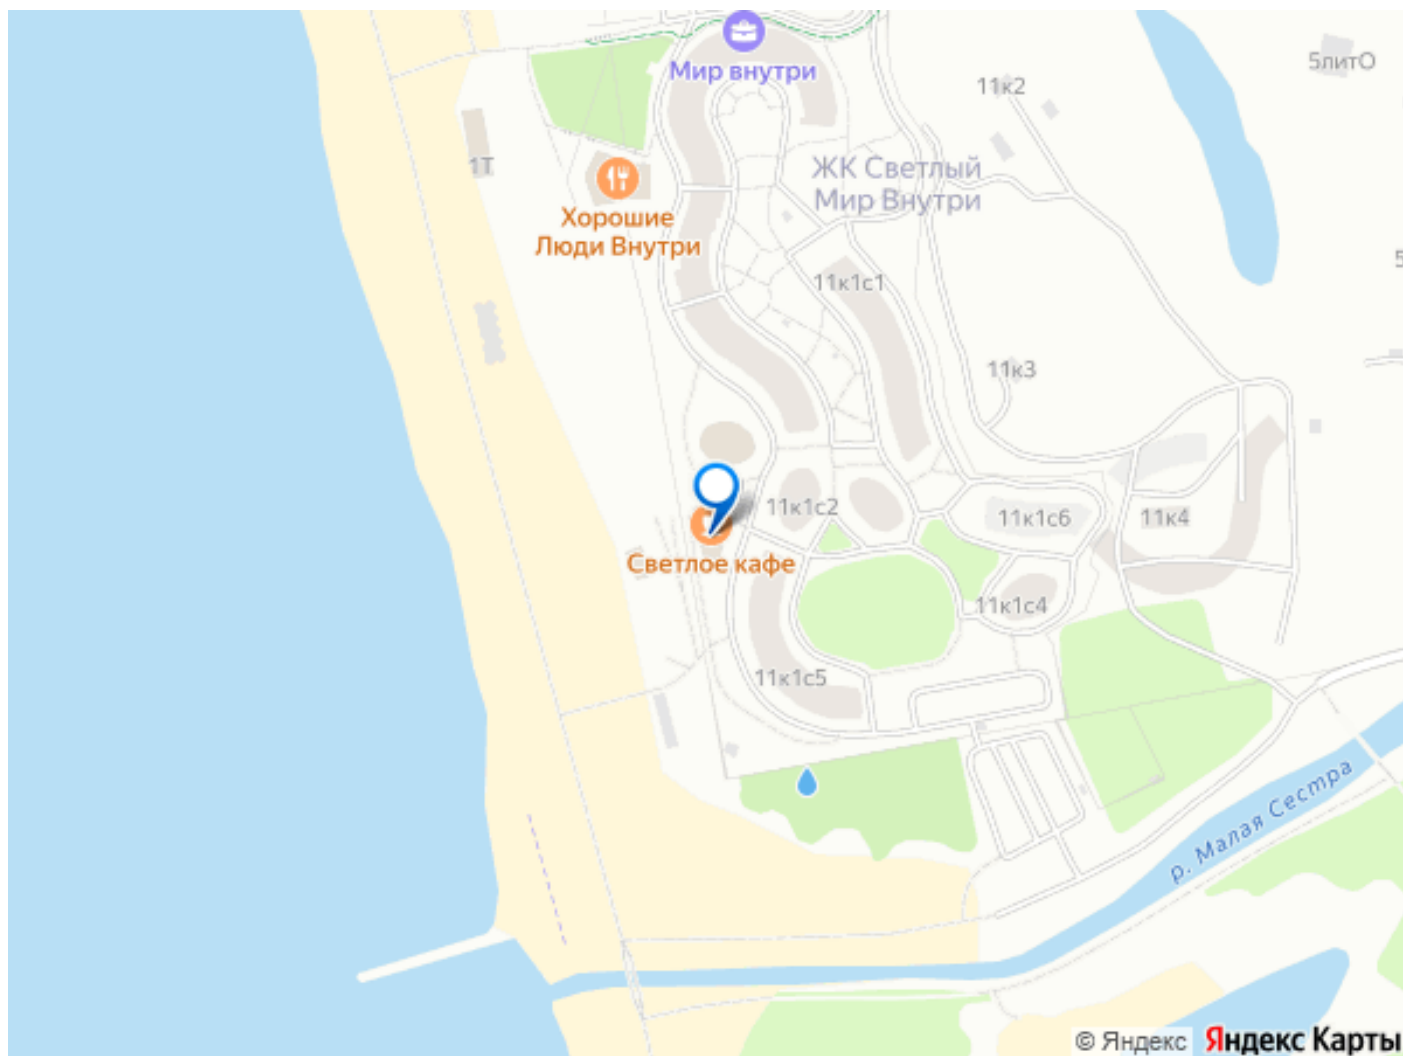 Мир внутри
5литО
11к2
1Т
ЖК Светлый
Мир Внутри
Хорошие
Люди Внутри
11к1с1
11к3
11к1с2
11к1с6
11к4
Светлое кафе
11к1с4
11к1с5
р. Малая Сестра
© Яндекс Яндекс Карты